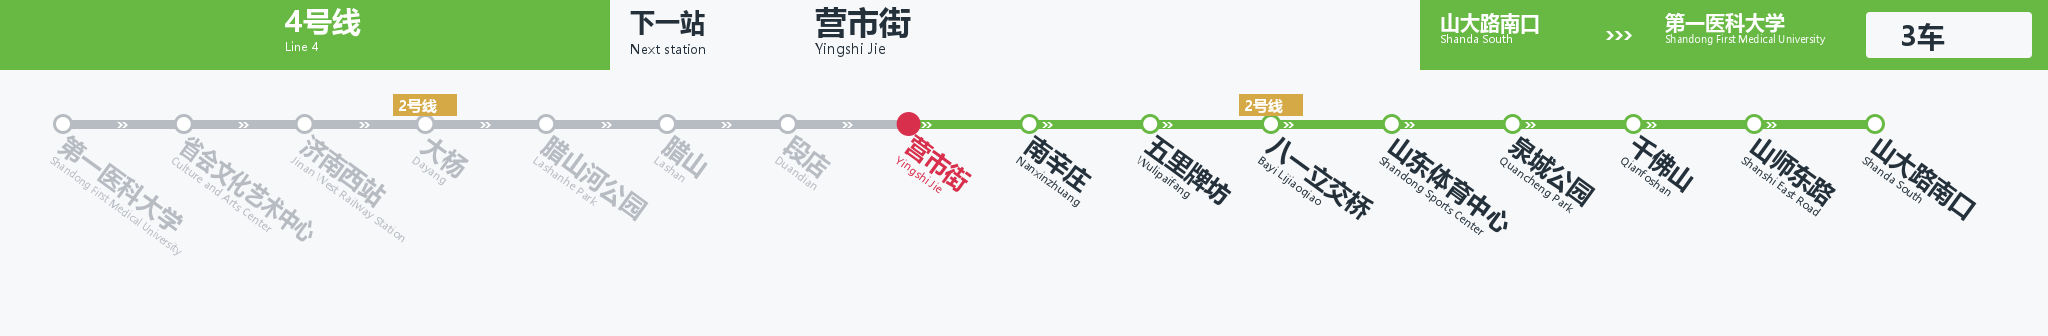 4号线
Line 4
下一站
Next station
营市街
Yingshi Jie
山大路南口
Shanda South
›››
第一医科大学
Shandong First Medical University
3车
2号线
2号线
第一医科大学
Shandong First Medical University
省会文化艺术中心
Culture and Arts Center
济南西站
Jinan West Railway Station
大杨
Dayang
腊山河公园
Lashanhe Park
腊山
Lashan
段店
Duandian
营市街
Yingshi Jie
南辛庄
Nanxinzhuang
五里牌坊
Wulipaifang
八一立交桥
Bayi Lijiaoqiao
山东体育中心
Shandong Sports Center
泉城公园
Quancheng Park
千佛山
Qianfoshan
山师东路
Shanshi East Road
山大路南口
Shanda South